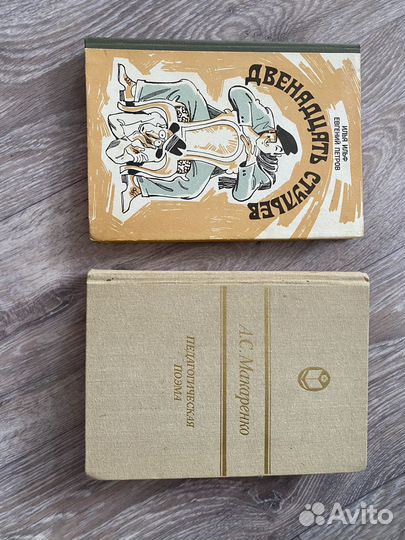 ИЛЬЯ ИЛЬФ
ЕВГЕНИЙ ПЕТРОВ
ДВЕНАДЦАТЬ СТУЛЬЕВ
А.С. Макаренко
ПЕДАГОГИЧЕСКАЯ
ПОЭМА
Avito